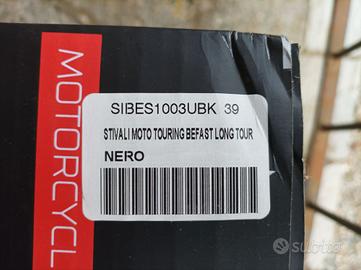 MOTORCYCL
SIBES1003UBK 39
STIVALI MOTO TOURING BEFAST LONG TOUR
NERO
subito